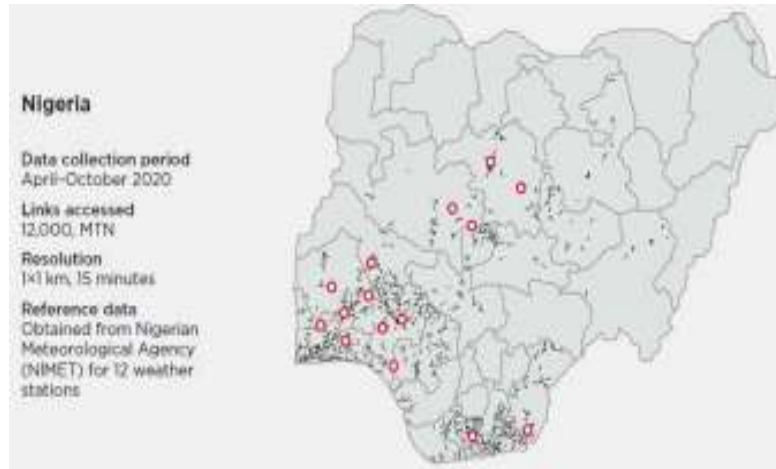 Nigeria
Data collection period
April-October 2020
Links accessed
12,000, MTN
Resolution
1×1 km, 15 minutes
Reference data
Obtained from Nigerian
Meteorological Agency
(NIMET) for 12 weather
stations